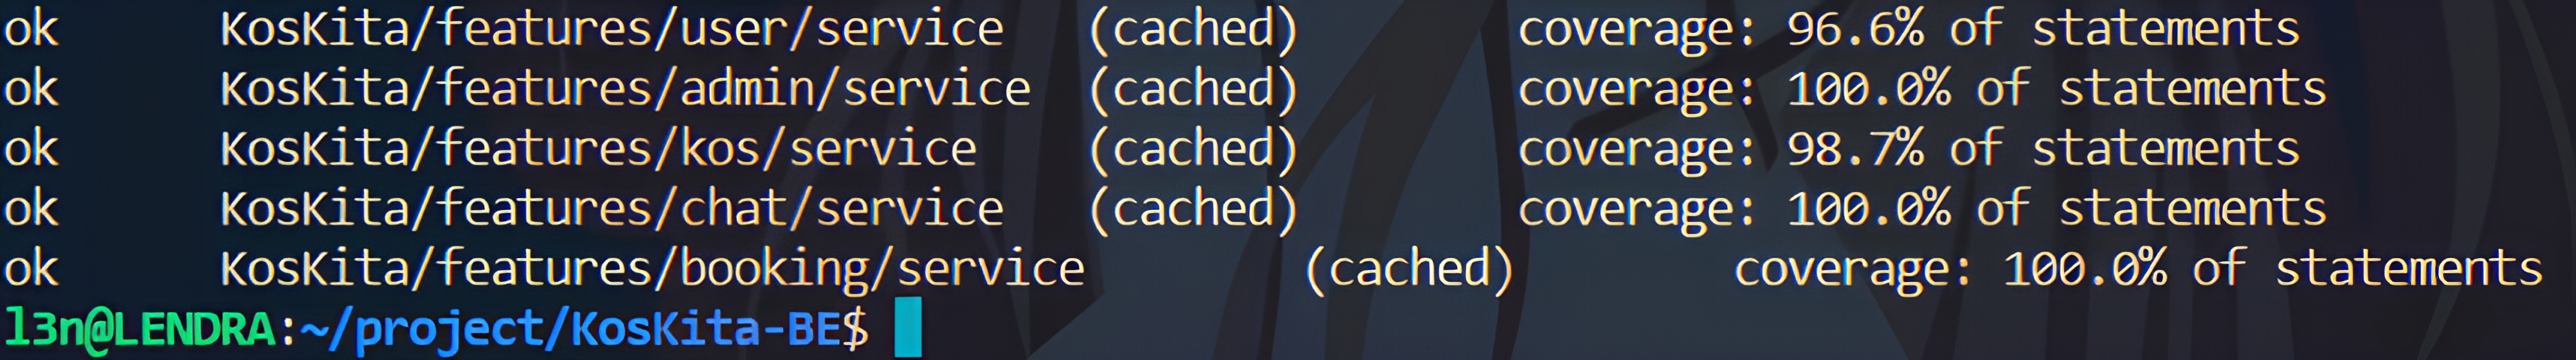 ok KosKita/features/user/service (cached) coverage: 96.6% of statements
ok KosKita/features/admin/service (cached) coverage: 100.0% of statements
ok KosKita/features/kos/service (cached) coverage: 98.7% of statements
ok KosKita/features/chat/service (cached) coverage: 100.0% of statements
ok KosKita/features/booking/service (cached) coverage: 100.0% of statements
l3n@LENDRA:~/project/KosKita-BE$